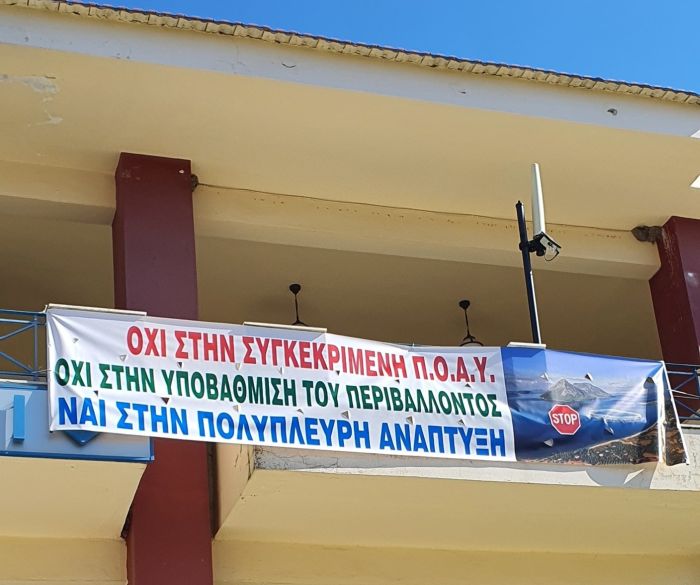 ΟΧΙ ΣΤΗΝ ΣΥΓΚΕΚΡΙΜΕΝΗ Π.Ο.Α.Υ.
ΟΧΙ ΣΤΗΝ ΥΠΟΒΑΘΜΙΣΗ ΤΟΥ ΠΕΡΙΒΑΛΛΟΝΤΟΣ
ΝΑΙ ΣΤΗΝ ΠΟΛΥΠΛΕΥΡΗ ΑΝΑΠΤΥΞΗ
STOP